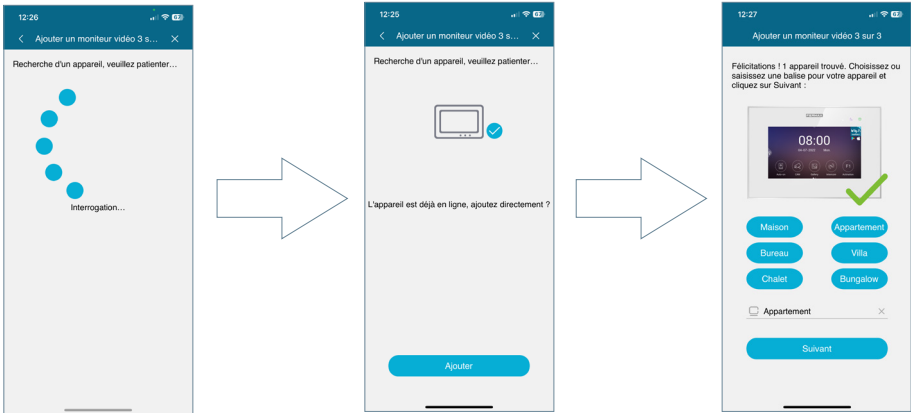 12:26
Ajouter un moniteur vidéo 3 s...
Recherche d'un appareil, veuillez patienter...
Interrogation...
12:25
Ajouter un moniteur vidéo 3 s...
Recherche d'un appareil, veuillez patienter...
L'appareil est déjà en ligne, ajoutez directement ?
Ajouter
12:27
Ajouter un moniteur vidéo 3 sur 3
Félicitations ! 1 appareil trouvé. Choisissez ou
saisissez une balise pour votre appareil et
cliquez sur Suivant :
08:00
Maison
Appartement
Bureau
Villa
Chalet
Bungalow
Appartement
Suivant